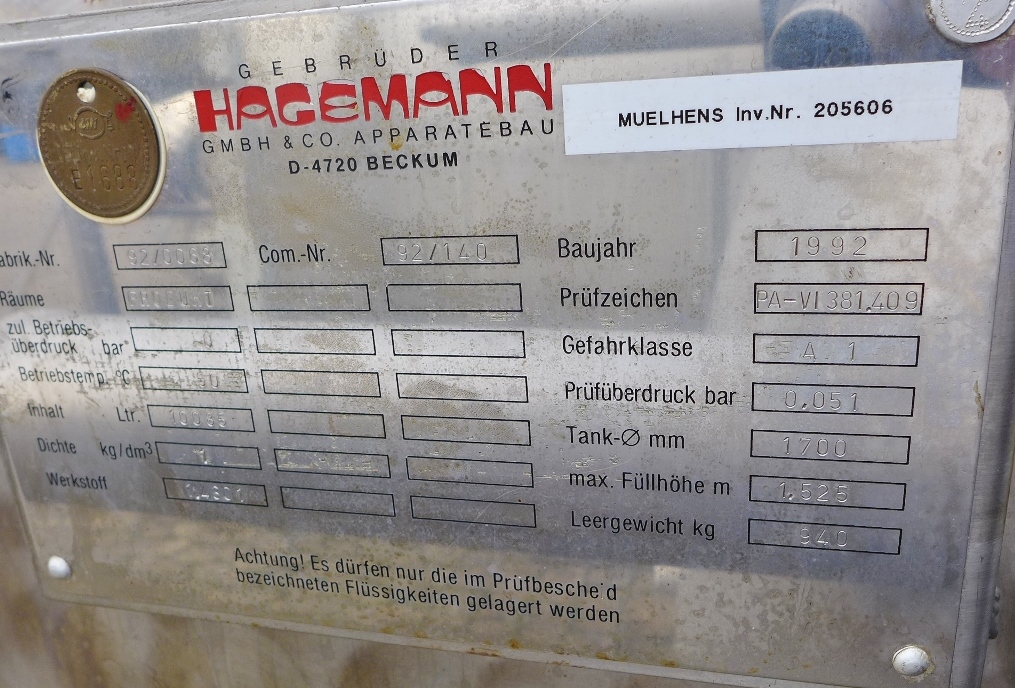 GEBRÜDER
HAGEMANN
GMBH & CO. APPARATEBAU
D-4720 BECKUM
MUELHENS Inv.Nr. 205606
abrik.-Nr. Com.-Nr. 92/140
Räume
zul. Betriebs-
überdruck bar 0
Betriebstemp. °C
Inhalt Ltr.
Dichte kg/dm³ 1
Werkstoff
Baujahr 1992
Prüfzeichen PA-VI 381.409
Gefahrklasse A 1
Prüfüberdruck bar 0,051
Tank-Ø mm 1700
max. Füllhöhe m 1,525
Leergewicht kg 940
Achtung! Es dürfen nur die im Prüfbesche d
bezeichneten Flüssigkeiten gelagert werden